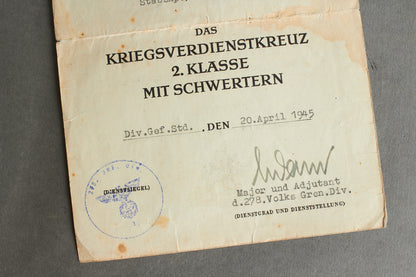 DAS
KRIEGSVERDIENSTKREUZ
2. KLASSE
MIT SCHWERTERN
Div.Gef.Std. , DEN 20.April 1945
(DIENSTSIEGEL)
Major und Adjutant
d.278.Volks Gren.Div.
(DIENSTGRAD UND DIENSTSTELLUNG)